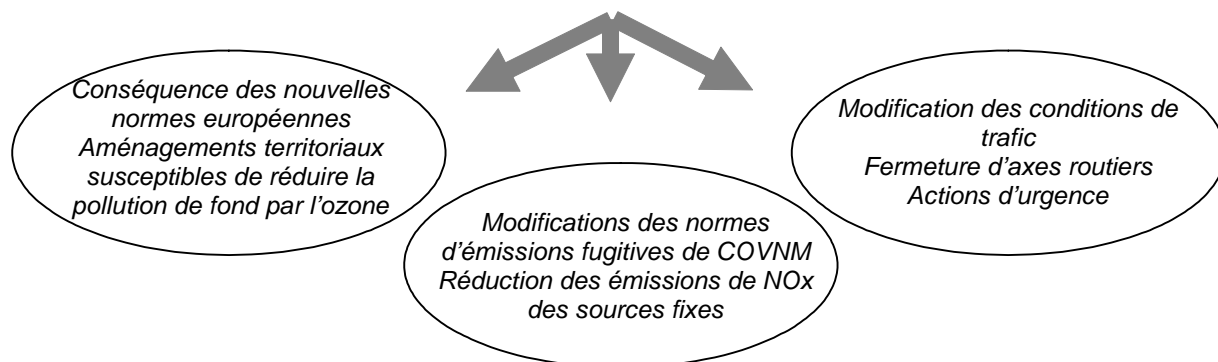 Conséquence des nouvelles
normes européennes
Aménagements territoriaux
susceptibles de réduire la
pollution de fond par l'ozone
Modifications des normes
d'émissions fugitives de COVNM
Réduction des émissions de NOx
des sources fixes
Modification des conditions de
trafic
Fermeture d'axes routiers
Actions d'urgence